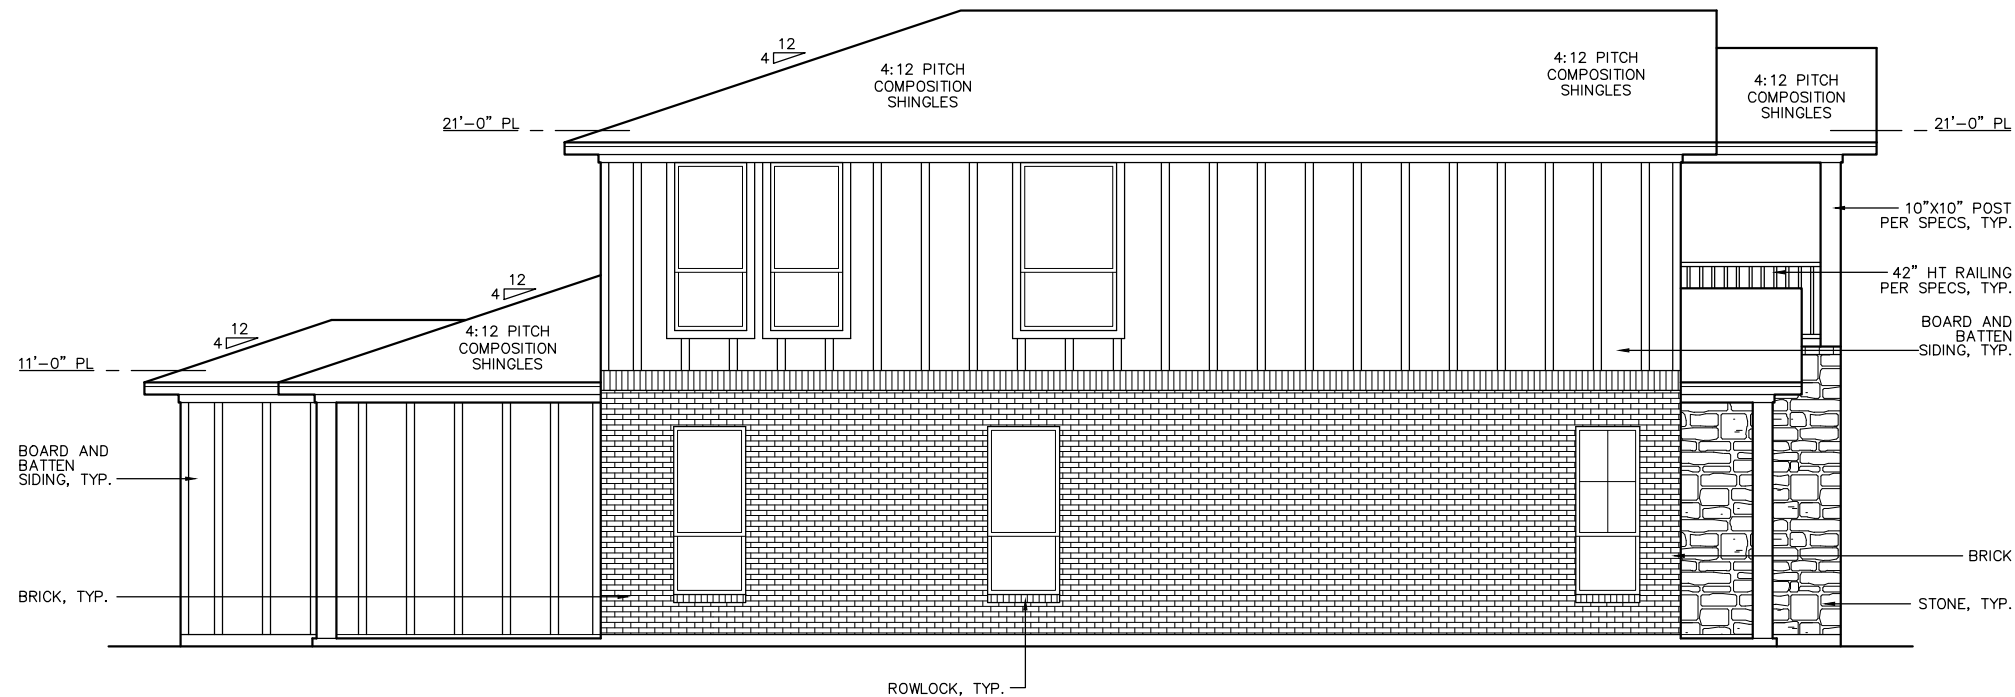 12
4
4:12 PITCH
COMPOSITION
SHINGLES
4:12 PITCH
COMPOSITION
SHINGLES
4:12 PITCH
COMPOSITION
SHINGLES
21'-0" PL
21'-0" PL
10"X10" POST
PER SPECS, TYP.
42" HT RAILING
PER SPECS, TYP.
BOARD AND
BATTEN
SIDING, TYP.
12
4
12
4
4:12 PITCH
COMPOSITION
SHINGLES
11'-0" PL
BOARD AND
BATTEN
SIDING, TYP.
BRICK, TYP.
BRICK
STONE, TYP.
ROWLOCK, TYP.